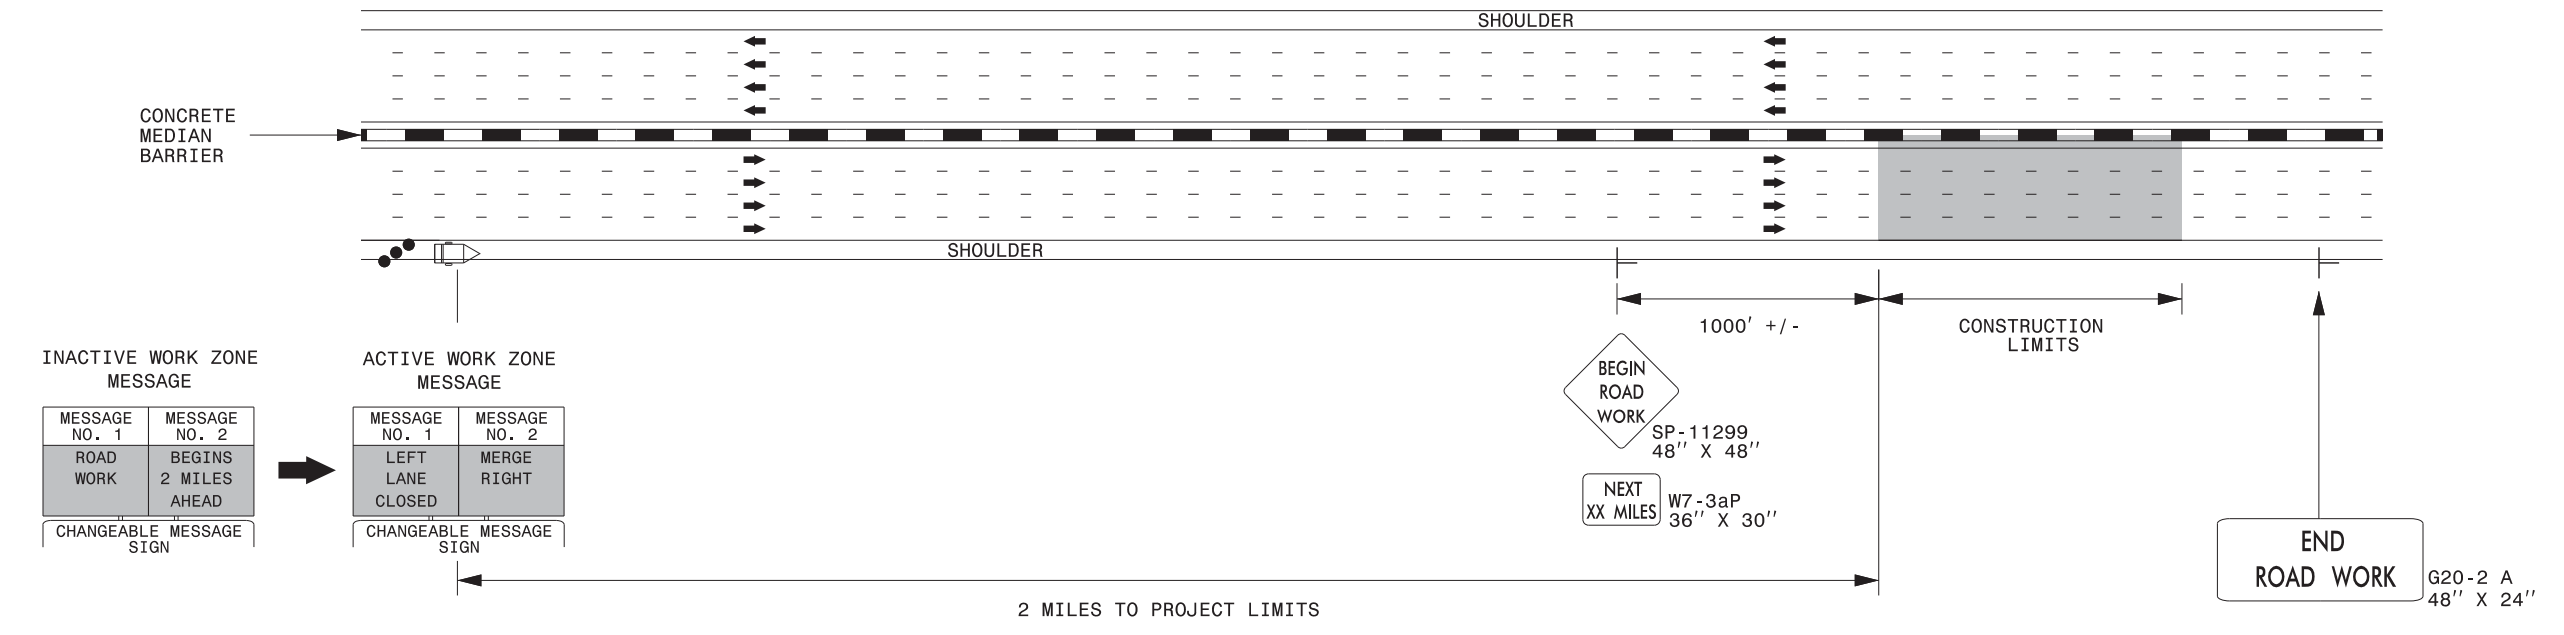 SHOULDER
CONCRETE
MEDIAN
BARRIER
SHOULDER
1000' +/-
CONSTRUCTION
LIMITS
INACTIVE WORK ZONE
MESSAGE
MESSAGE
NO. 1
MESSAGE
NO. 2
ROAD
WORK
BEGINS
2 MILES
AHEAD
CHANGEABLE MESSAGE
SIGN
ACTIVE WORK ZONE
MESSAGE
MESSAGE
NO. 1
MESSAGE
NO. 2
LEFT
LANE
CLOSED
MERGE
RIGHT
CHANGEABLE MESSAGE
SIGN
BEGIN
ROAD
WORK
SP-11299
48'' X 48''
NEXT
XX MILES
W7-3aP
36'' X 30''
END
ROAD WORK
G20-2 A
48'' X 24''
2 MILES TO PROJECT LIMITS